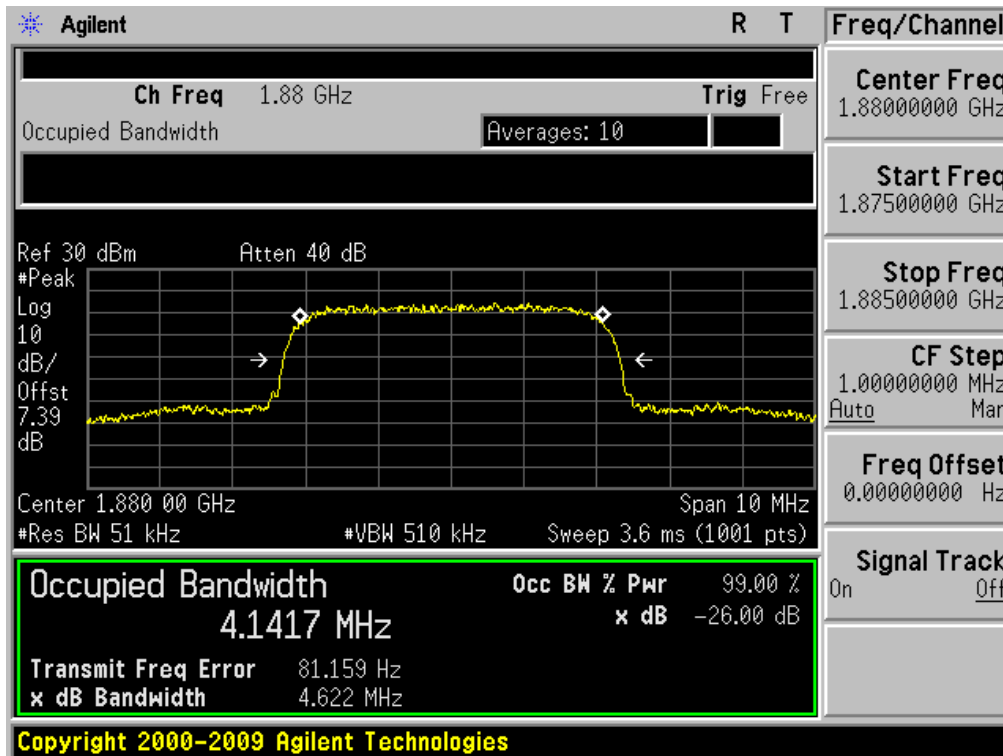 Agilent R T
Ch Freq 1.88 GHz Trig Free
Occupied Bandwidth Averages: 10
Ref 30 dBm Atten 40 dB
#Peak
Log
10
dB/
Offst
7.39
dB
Center 1.880 00 GHz Span 10 MHz
#Res BW 51 kHz #VBW 510 kHz Sweep 3.6 ms (1001 pts)
Occupied Bandwidth Occ BW % Pwr 99.00 %
4.1417 MHz x dB -26.00 dB
Transmit Freq Error 81.159 Hz
x dB Bandwidth 4.622 MHz
Copyright 2000-2009 Agilent Technologies
Freq/Channel
Center Freq
1.88000000 GHz
Start Freq
1.87500000 GHz
Stop Freq
1.88500000 GHz
CF Step
1.00000000 MHz
Auto Man
Freq Offset
0.00000000 Hz
Signal Track
On Off